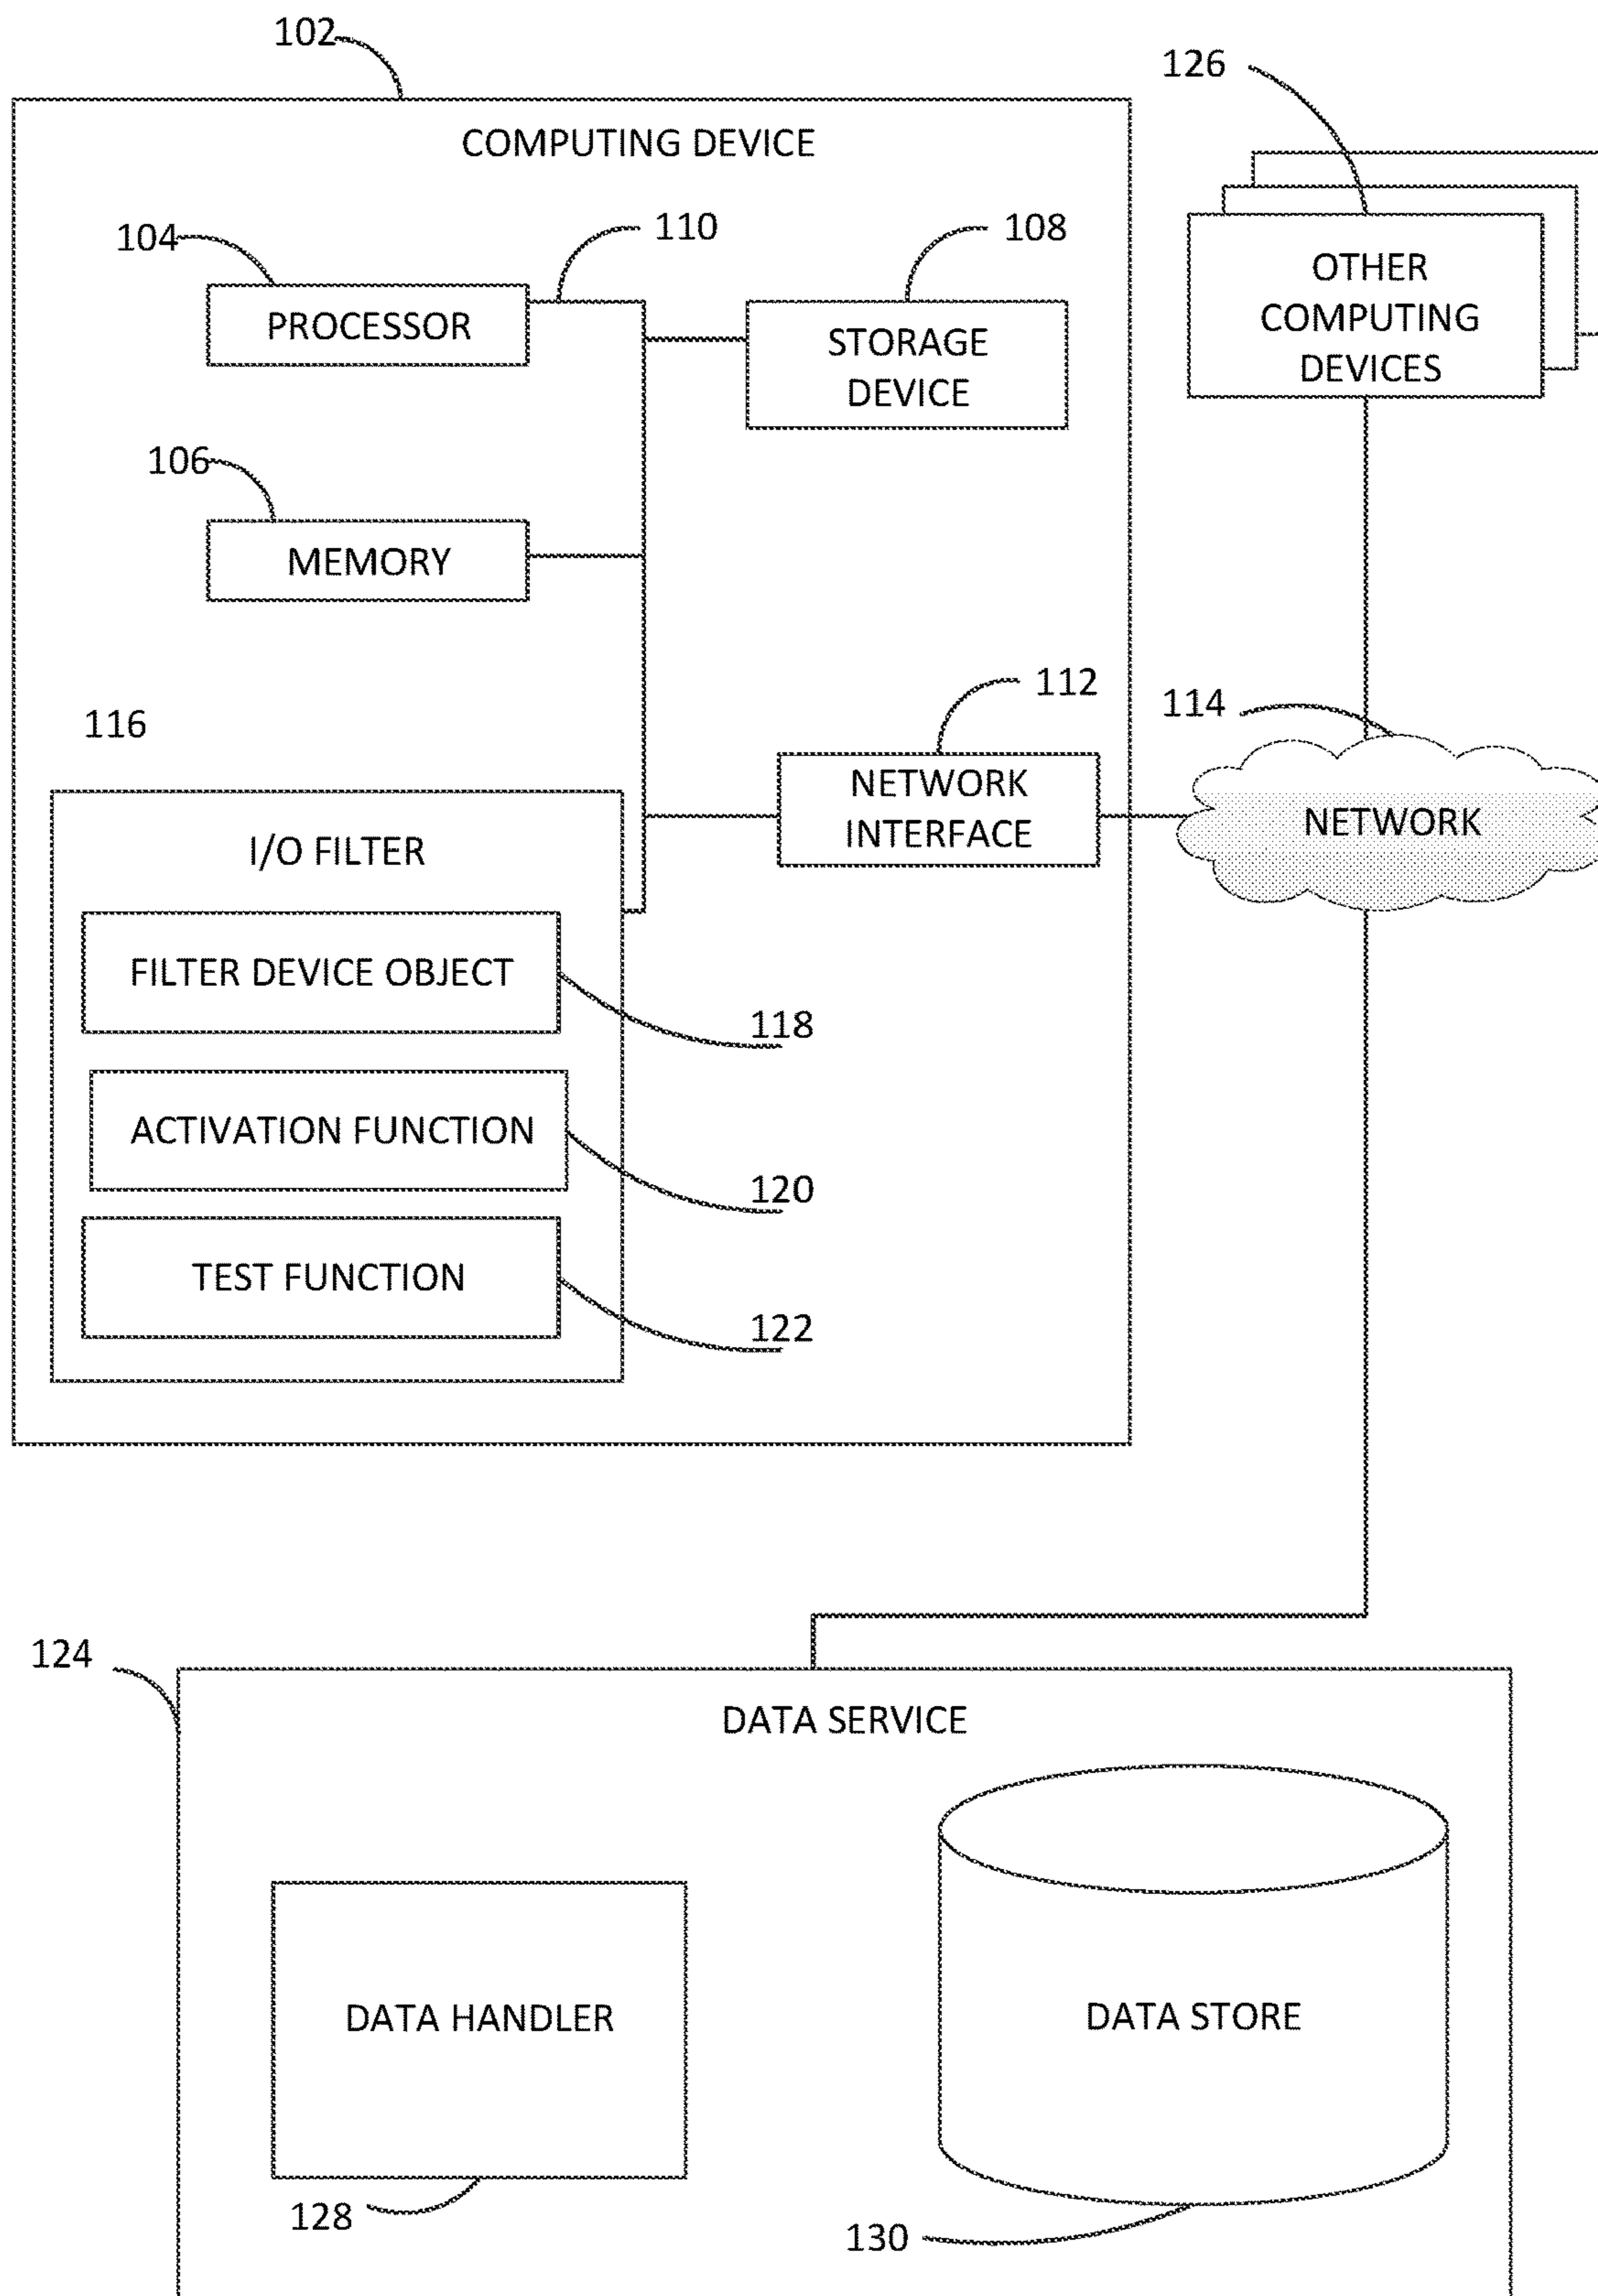 102
126
COMPUTING DEVICE
104
110
108
PROCESSOR
STORAGE
DEVICE
OTHER
COMPUTING
DEVICES
106
MEMORY
112
114
116
NETWORK
INTERFACE
NETWORK
I/O FILTER
FILTER DEVICE OBJECT
118
ACTIVATION FUNCTION
120
TEST FUNCTION
122
124
DATA SERVICE
DATA HANDLER
DATA STORE
128
130